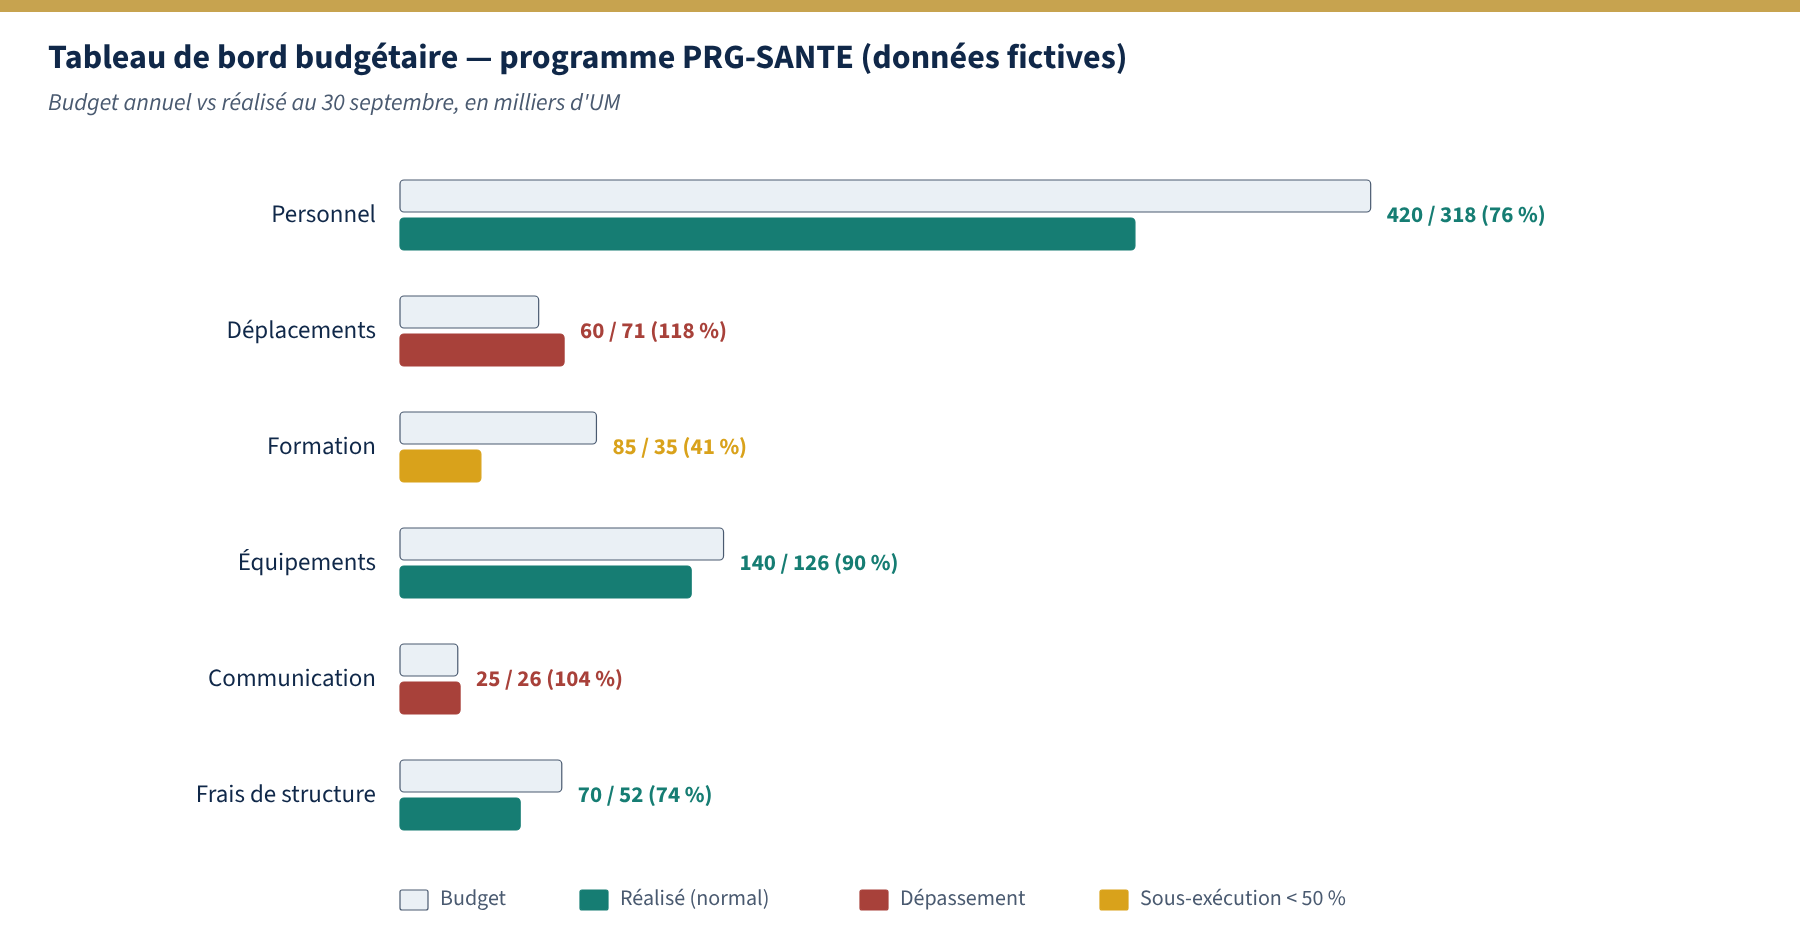 Tableau de bord budgétaire — programme PRG-SANTE (données fictives)
Budget annuel vs réalisé au 30 septembre, en milliers d'UM
Personnel
420 / 318 (76 %)
Déplacements
60 / 71 (118 %)
Formation
85 / 35 (41 %)
Équipements
140 / 126 (90 %)
Communication
25 / 26 (104 %)
Frais de structure
70 / 52 (74 %)
Budget
Réalisé (normal)
Dépassement
Sous-exécution < 50 %